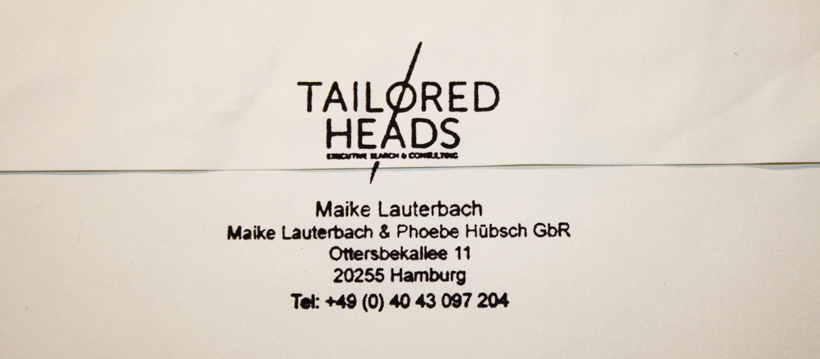 TAILORED
HEADS
EXECUTIVE SEARCH & CONSULTING
Maike Lauterbach
Maike Lauterbach & Phoebe Hübsch GbR
Ottersbekallee 11
20255 Hamburg
Tel: +49 (0) 40 43 097 204